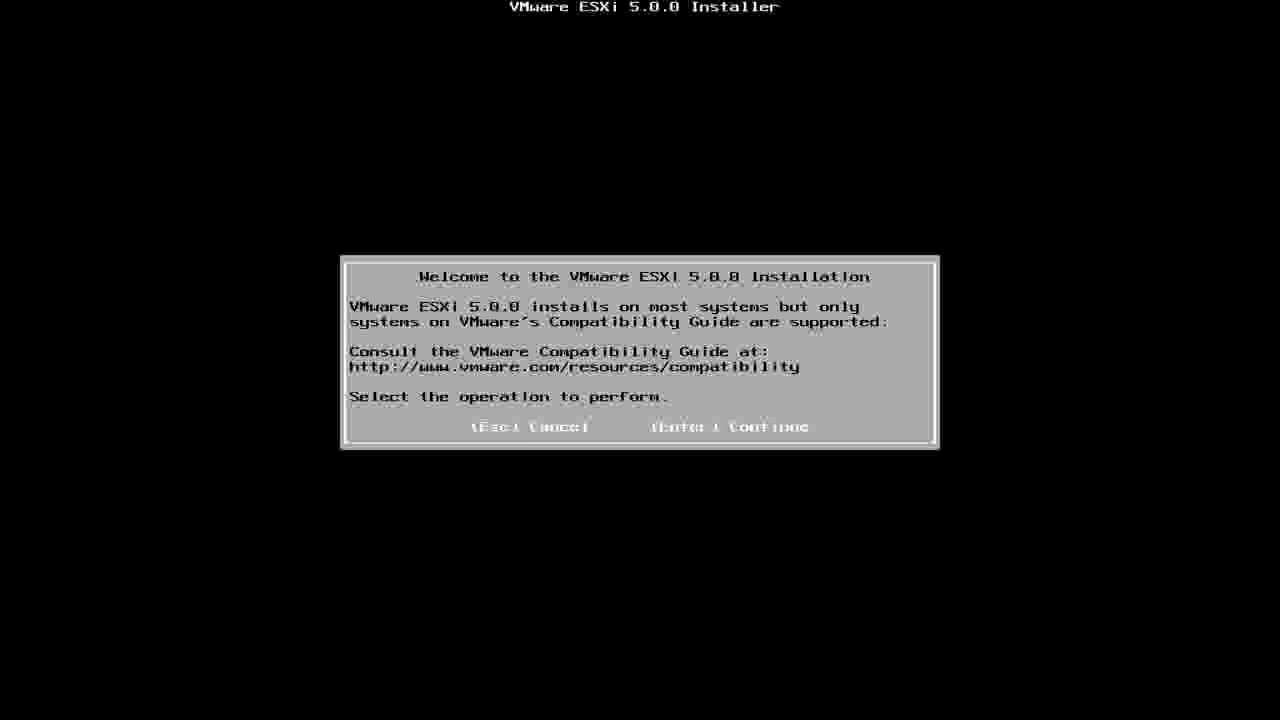 VMware ESXi 5.0.0 Installer
Welcome to the VMware ESXi 5.0.0 Installation
VMware ESXi 5.0.0 installs on most systems but only
systems on VMware's Compatibility Guide are supported.
Consult the VMware Compatibility Guide at:
http://www.vmware.com/resources/compatibility
Select the operation to perform.
(Esc) Cancel (Enter) Continue